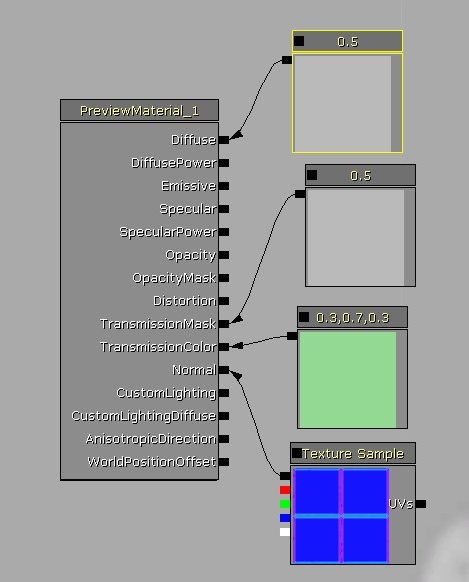 PreviewMaterial_1
Diffuse
DiffusePower
Emissive
Specular
SpecularPower
Opacity
OpacityMask
Distortion
TransmissionMask
TransmissionColor
Normal
CustomLighting
CustomLightingDiffuse
AnisotropicDirection
WorldPositionOffset
0.5
0.5
0.3,0.7,0.3
Texture Sample
UVs